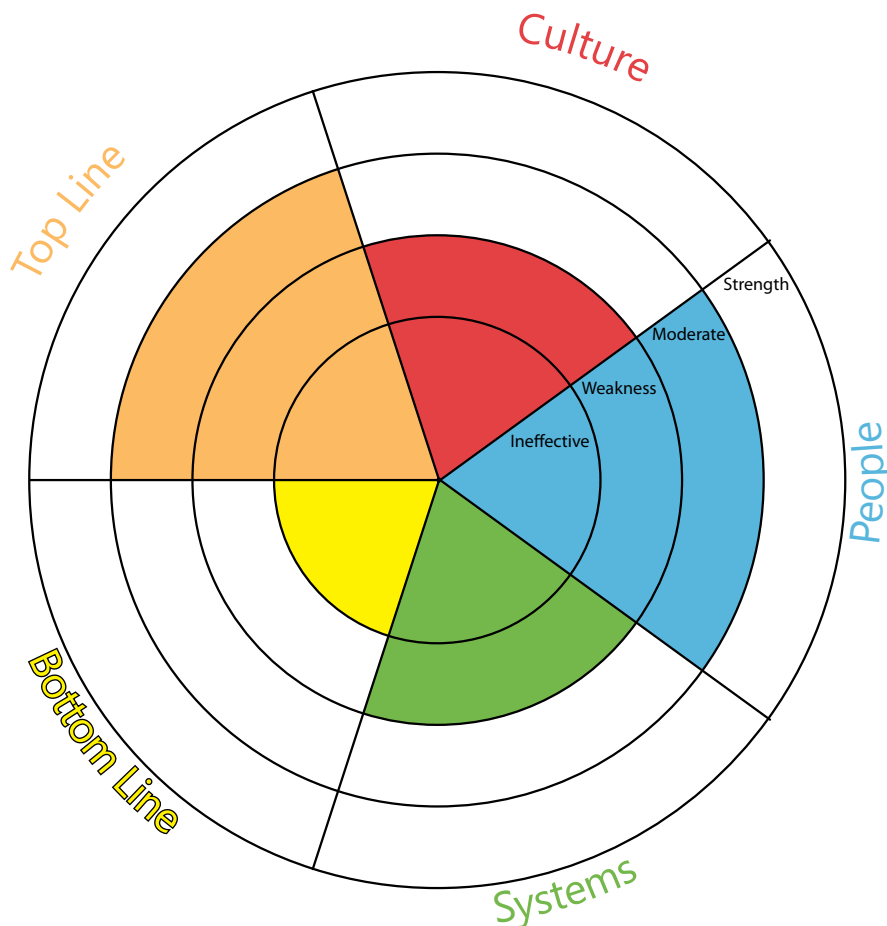 Culture
Top Line
Strength
Moderate
Weakness
Ineffective
People
Bottom Line
Systems